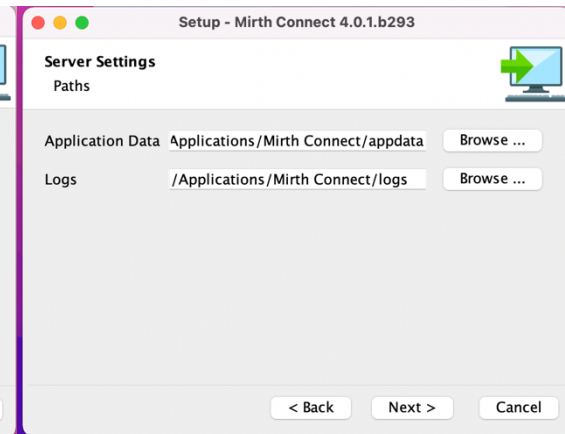 Setup - Mirth Connect 4.0.1.b293
Server Settings
Paths
Application Data Applications/Mirth Connect/appdata Browse ...
Logs /Applications/Mirth Connect/logs Browse ...
< Back Next > Cancel